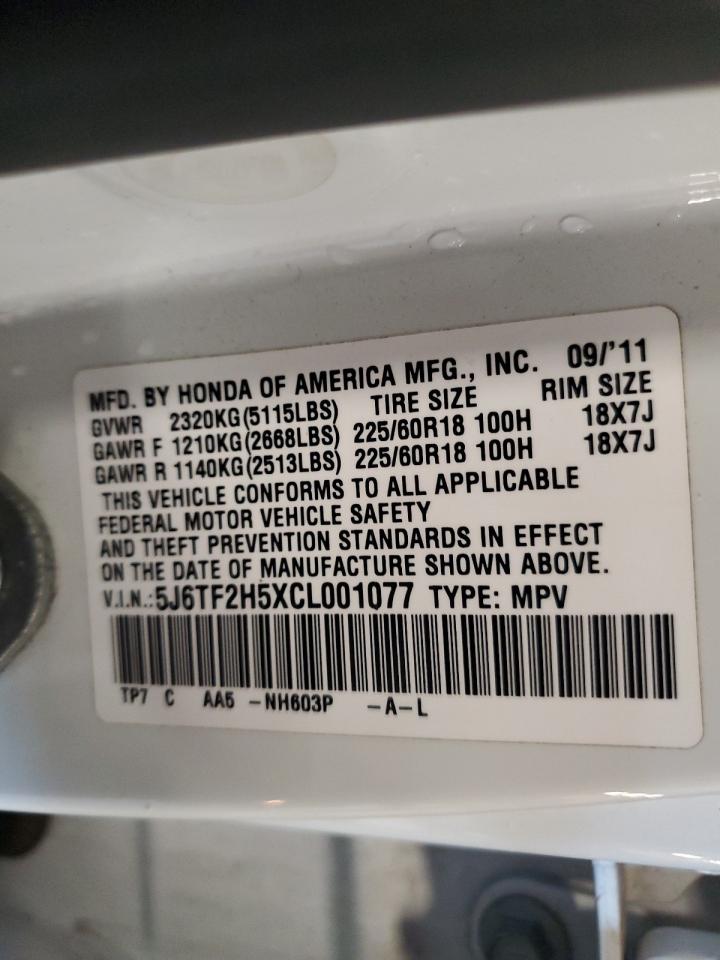 MFD. BY HONDA OF AMERICA MFG., INC. 09/'11
GVWR 2320KG(5115LBS) TIRE SIZE RIM SIZE
GAWR F 1210KG(2668LBS) 225/60R18 100H 18X7J
GAWR R 1140KG(2513LBS) 225/60R18 100H 18X7J
THIS VEHICLE CONFORMS TO ALL APPLICABLE
FEDERAL MOTOR VEHICLE SAFETY
AND THEFT PREVENTION STANDARDS IN EFFECT
ON THE DATE OF MANUFACTURE SHOWN ABOVE.
V.I.N.:5J6TF2H5XCL001077 TYPE: MPV
TP7 C AA5 -NH603P -A-L